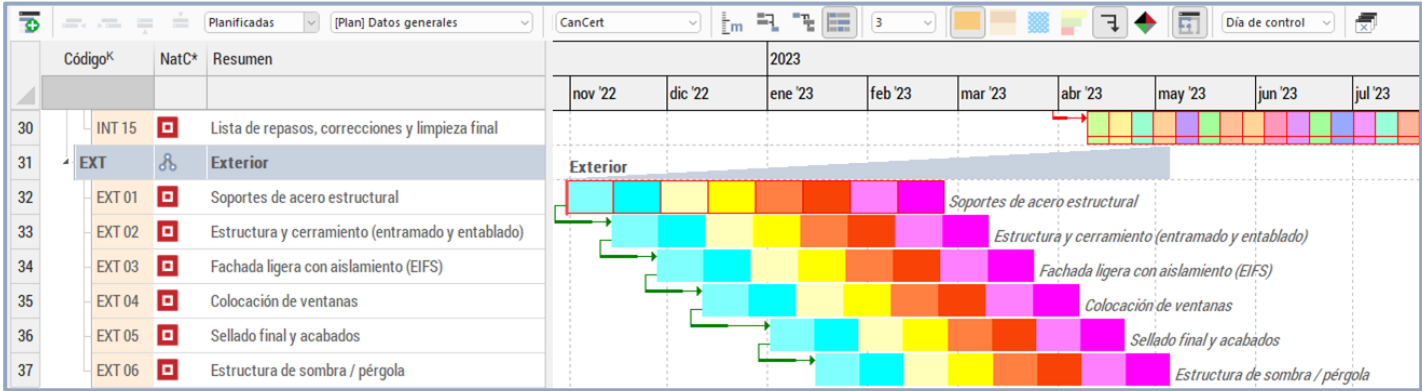 Planificadas [Plan] Datos generales CanCert m 3 Día de control
Códigoᴷ NatC* Resumen 2023
nov '22 dic '22 ene '23 feb '23 mar '23 abr '23 may '23 jun '23 jul '23
30 INT 15 Lista de repasos, correcciones y limpieza final
31 EXT Exterior Exterior
32 EXT 01 Soportes de acero estructural Soportes de acero estructural
33 EXT 02 Estructura y cerramiento (entramado y entablado) Estructura y cerramiento (entramado y entablado)
34 EXT 03 Fachada ligera con aislamiento (EIFS) Fachada ligera con aislamiento (EIFS)
35 EXT 04 Colocación de ventanas Colocación de ventanas
36 EXT 05 Sellado final y acabados Sellado final y acabados
37 EXT 06 Estructura de sombra / pérgola Estructura de sombra / pérgola